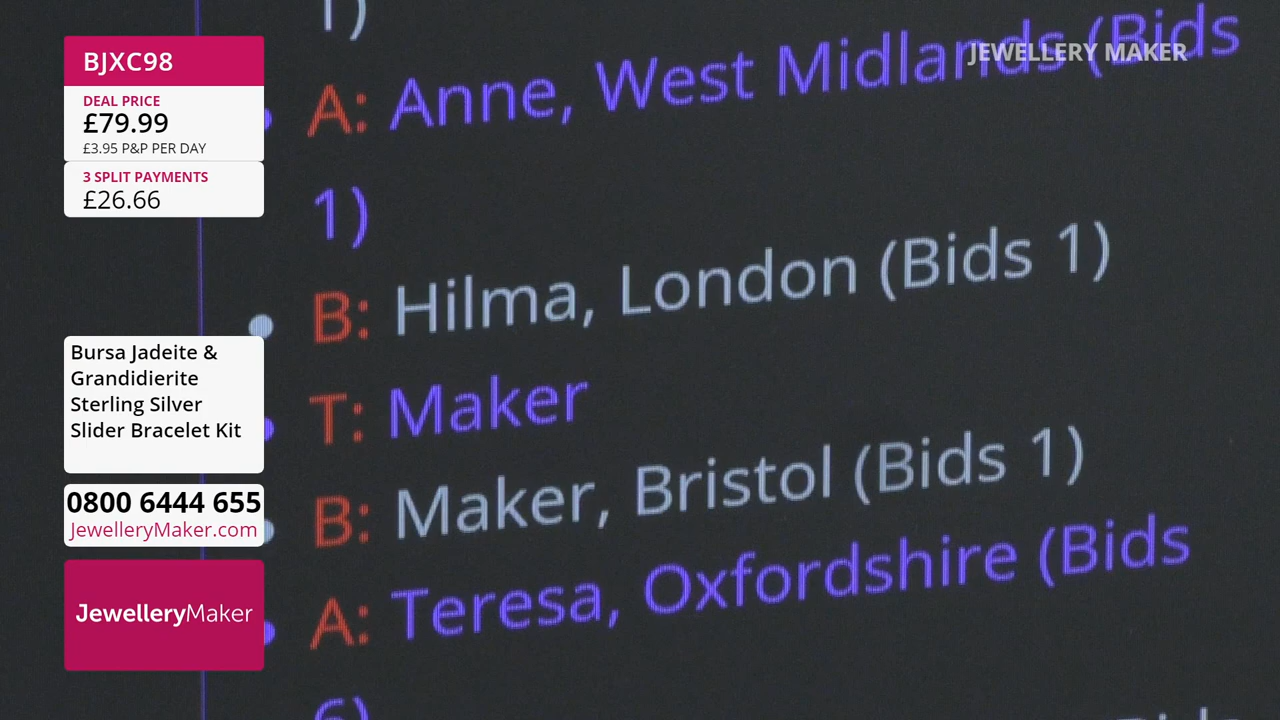 BJXC98
DEAL PRICE
£79.99
£3.95 P&P PER DAY
3 SPLIT PAYMENTS
£26.66
Bursa Jadeite &
Grandidierite
Sterling Silver
Slider Bracelet Kit
0800 6444 655
JewelleryMaker.com
JewelleryMaker
JEWELLERY MAKER
1)
A: Anne, West Midlands (Bids
1)
B: Hilma, London (Bids 1)
T: Maker
B: Maker, Bristol (Bids 1)
A: Teresa, Oxfordshire (Bids
6)